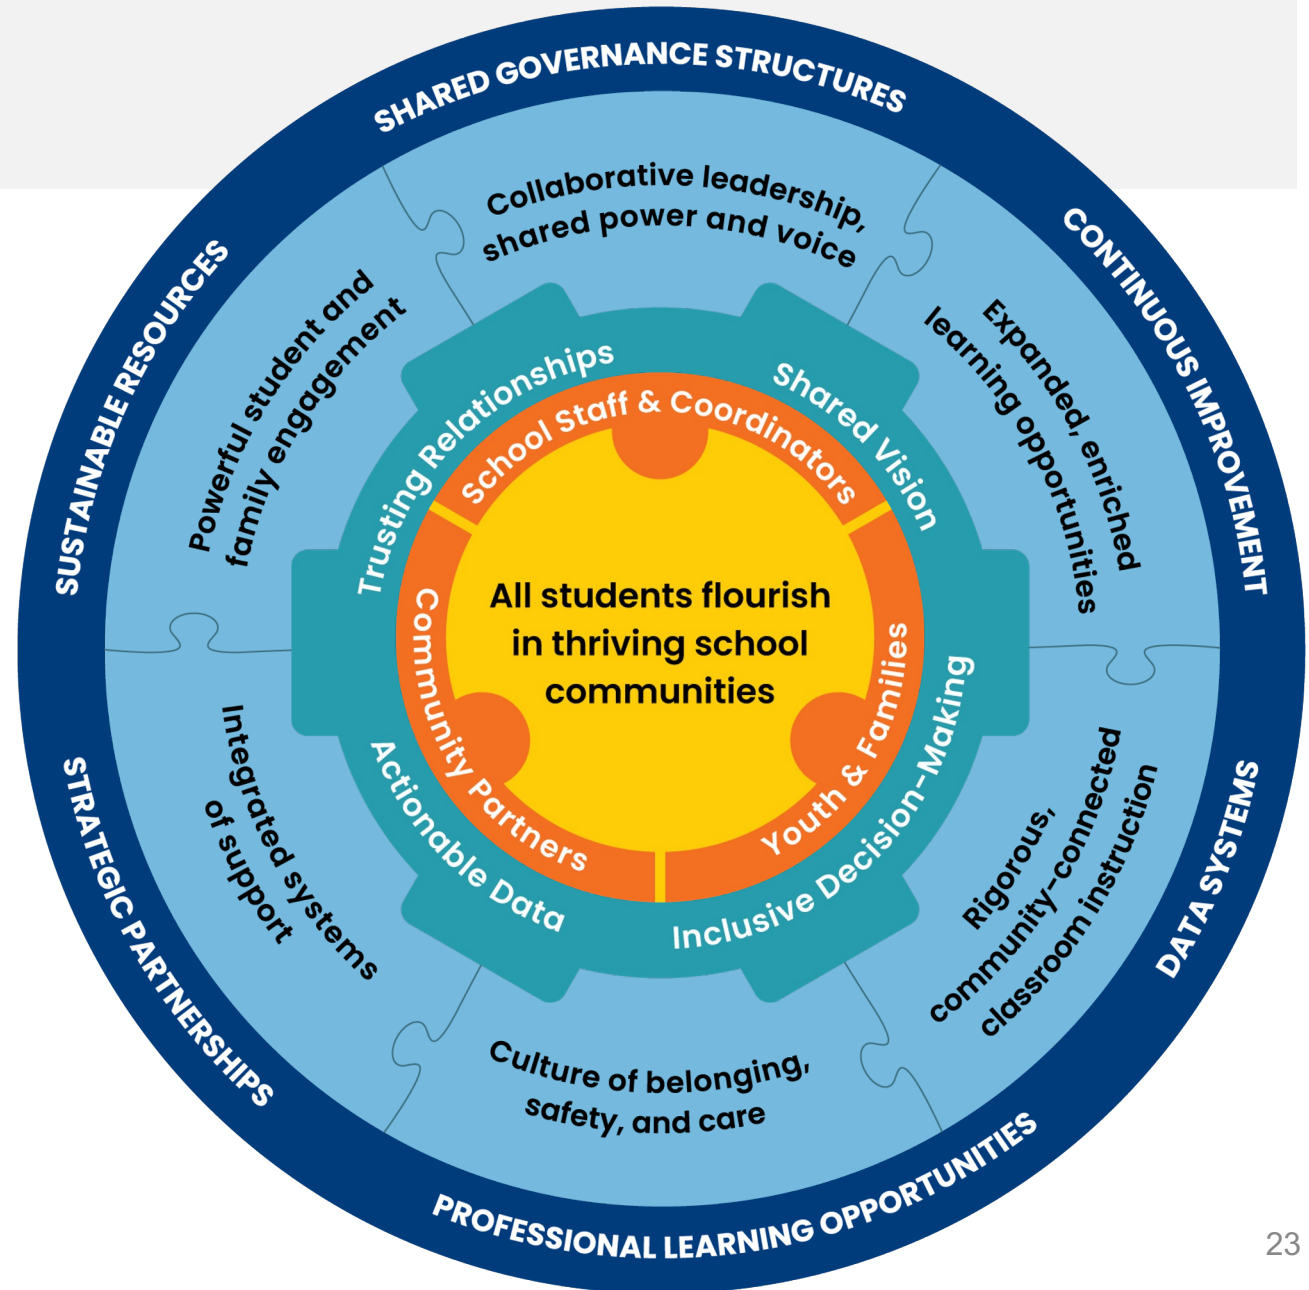 SHARED GOVERNANCE STRUCTURES
CONTINUOUS IMPROVEMENT
DATA SYSTEMS
PROFESSIONAL LEARNING OPPORTUNITIES
STRATEGIC PARTNERSHIPS
SUSTAINABLE RESOURCES
Collaborative leadership,
shared power and voice
Expanded, enriched
learning opportunities
Rigorous,
community-connected
classroom instruction
Culture of belonging,
safety, and care
Integrated systems
of support
Powerful student and
family engagement
Trusting Relationships
Shared Vision
Inclusive Decision-Making
Actionable Data
School Staff & Coordinators
Youth & Families
Community Partners
All students flourish
in thriving school
communities
23